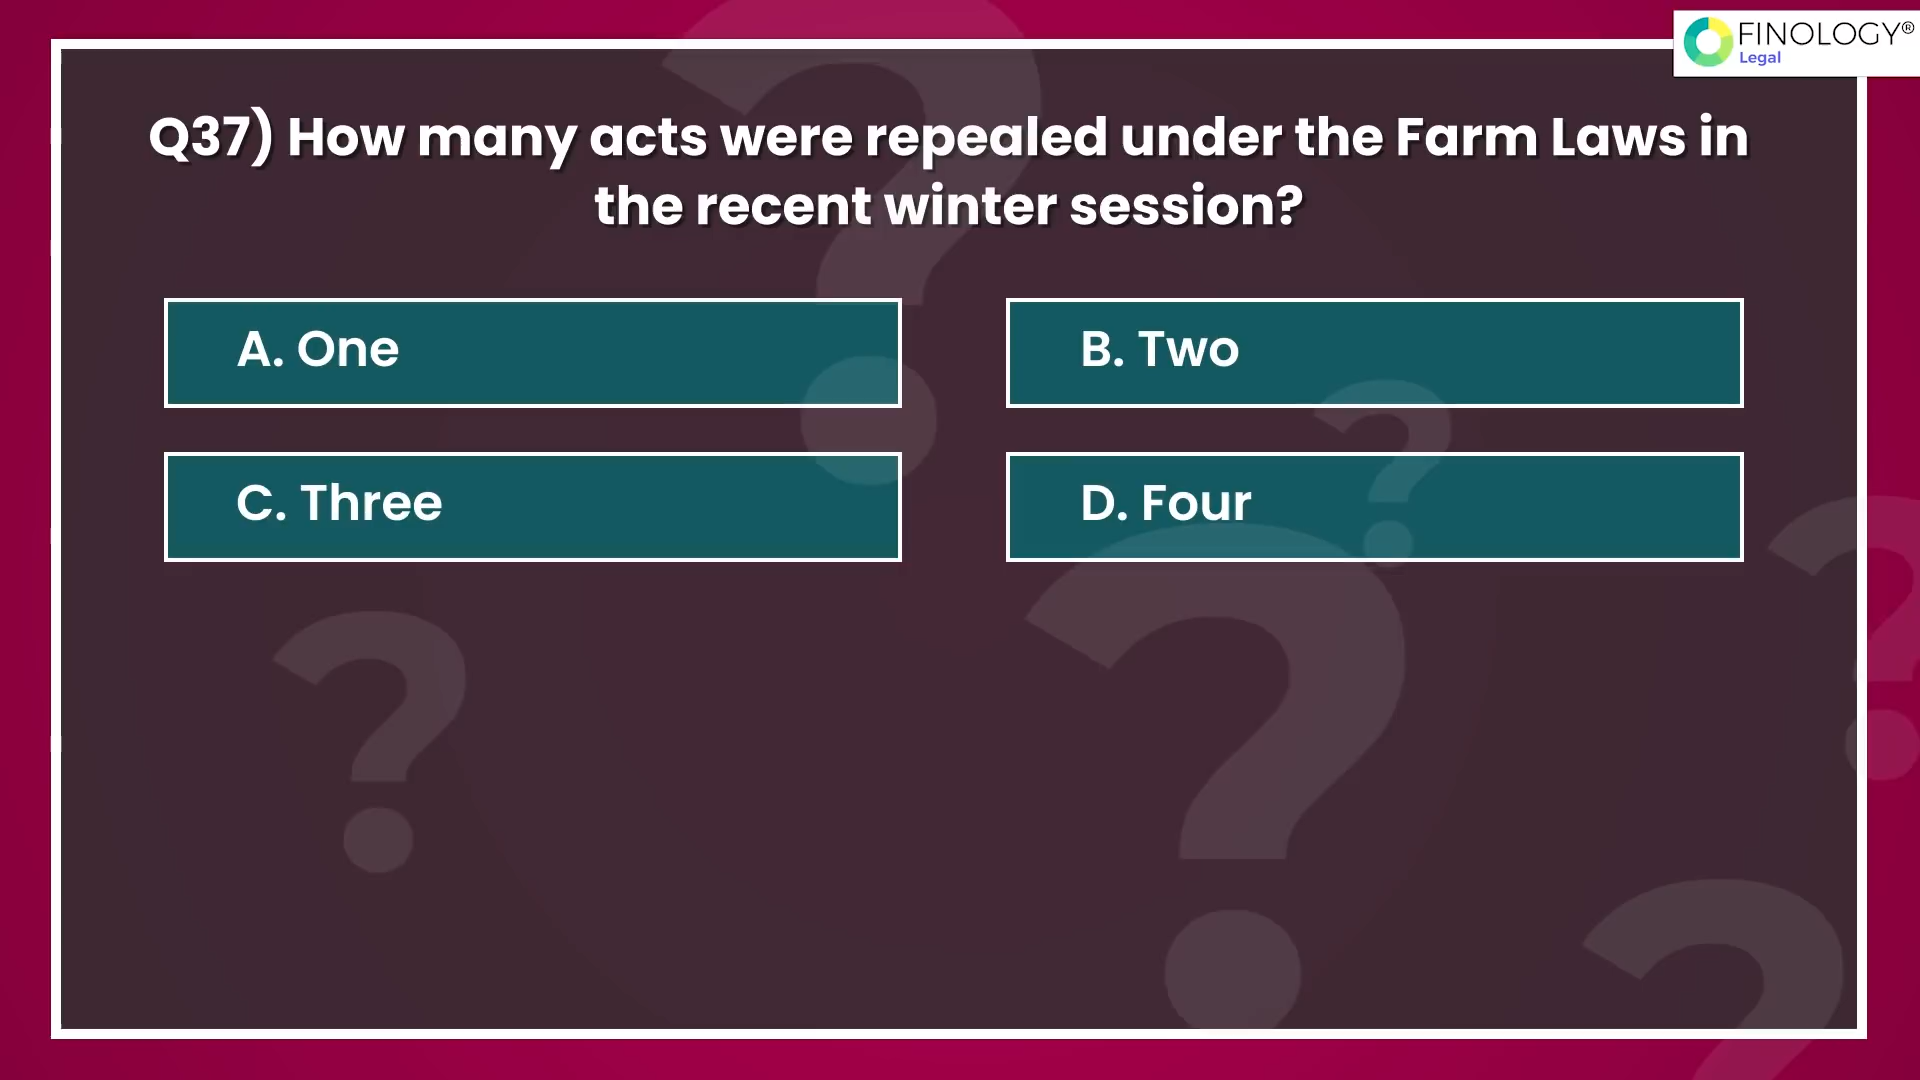 FINOLOGY®
Legal
Q37) How many acts were repealed under the Farm Laws in
the recent winter session?
A. One
B. Two
C. Three
D. Four